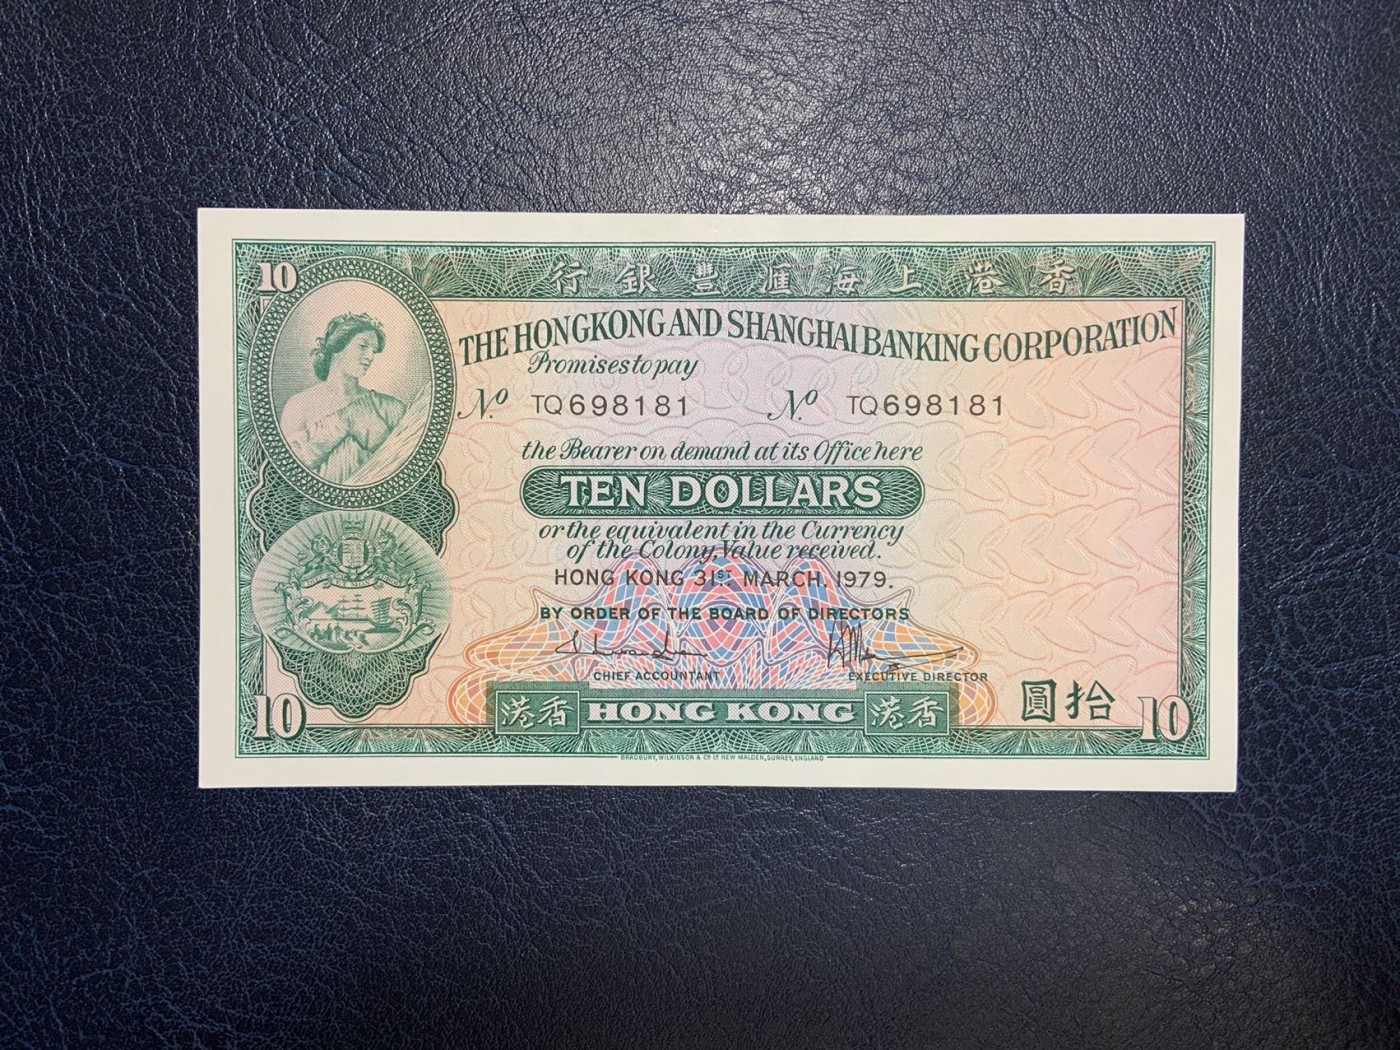 10
行銀豐滙海上港香
THE HONGKONG AND SHANGHAI BANKING CORPORATION
Promises to pay
No. TQ698181 No. TQ698181
the Bearer on demand at its Office here
TEN DOLLARS
or the equivalent in the Currency
of the Colony, Value received.
HONG KONG 31ST MARCH, 1979.
BY ORDER OF THE BOARD OF DIRECTORS
CHIEF ACCOUNTANT EXECUTIVE DIRECTOR
10 港香 HONG KONG 港香 圓拾 10
BRADBURY, WILKINSON & Co. Ld. NEW MALDEN, SURREY, ENGLAND